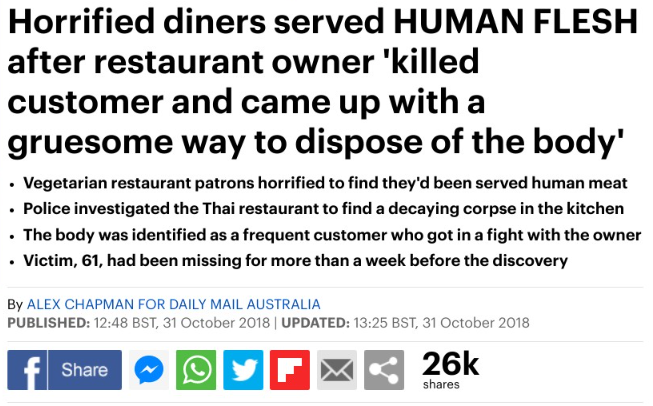 Horrified diners served HUMAN FLESH
after restaurant owner 'killed
customer and came up with a
gruesome way to dispose of the body'
• Vegetarian restaurant patrons horrified to find they'd been served human meat
• Police investigated the Thai restaurant to find a decaying corpse in the kitchen
• The body was identified as a frequent customer who got in a fight with the owner
• Victim, 61, had been missing for more than a week before the discovery
By ALEX CHAPMAN FOR DAILY MAIL AUSTRALIA
PUBLISHED: 12:48 BST, 31 October 2018 | UPDATED: 13:25 BST, 31 October 2018
f Share
26k
shares